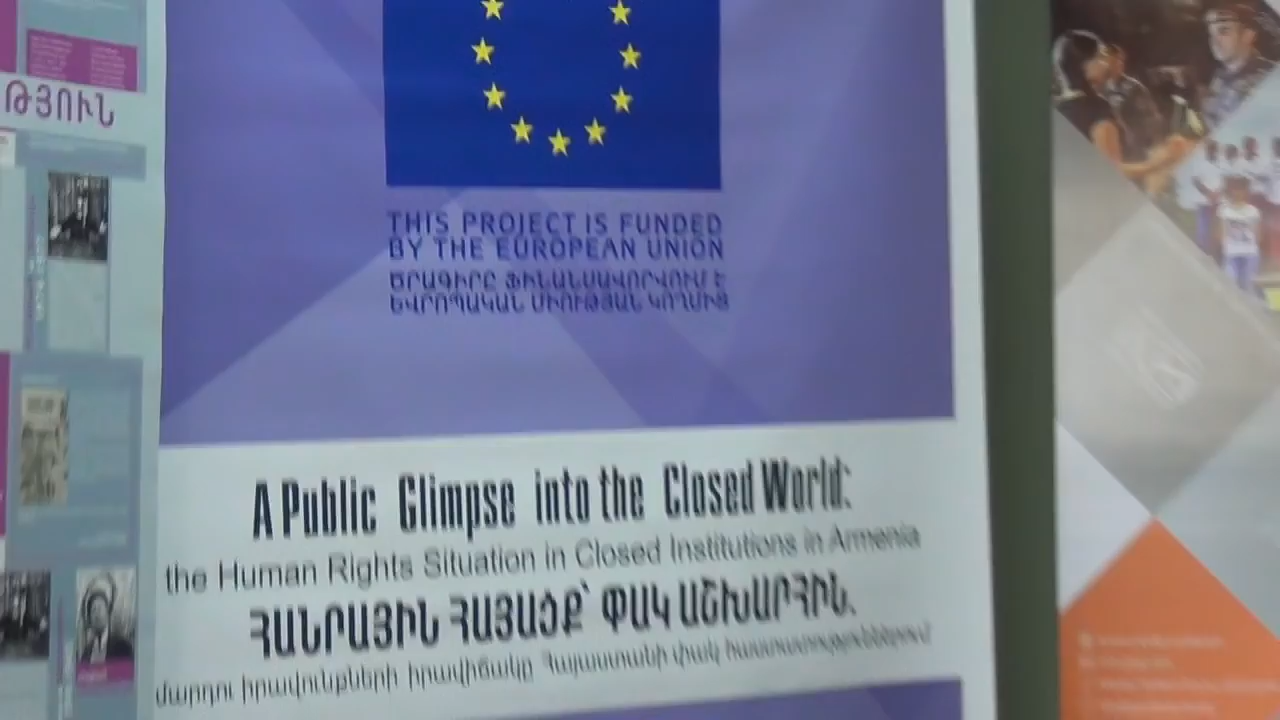 ԹՅՈՒՆ
THIS PROJECT IS FUNDED
BY THE EUROPEAN UNION
ԾՐԱԳԻՐԸ ՖԻՆԱՆՍԱՎՈՐՎՈՒՄ Է
ԵՎՐՈՊԱԿԱՆ ՄԻՈՒԹՅԱՆ ԿՈՂՄԻՑ
A Public Glimpse into the Closed World:
the Human Rights Situation in Closed Institutions in Armenia
ՀԱՆՐԱՅԻՆ ՀԱՅԱՑՔ՝ ՓԱԿ ԱՇԽԱՐՀԻՆ.
մարդու իրավունքների իրավիճակը Հայաստանի փակ հաստատություններում